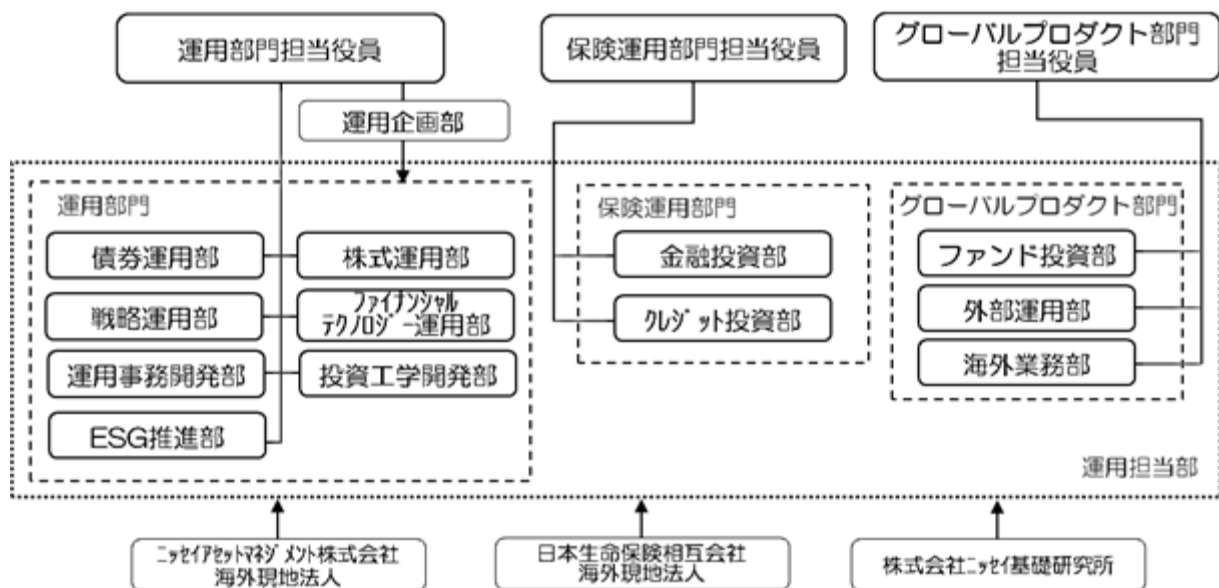 運用部門担当役員
保険運用部門担当役員
グローバルプロダクト部門
担当役員
運用企画部
運用部門
保険運用部門
グローバルプロダクト部門
債券運用部
株式運用部
金融投資部
ファンド投資部
戦略運用部
ﾌｧｲﾅﾝｼｬﾙ
ﾃｸﾉﾛｼﾞｰ運用部
ｸﾚｼﾞｯﾄ投資部
外部運用部
運用事務開発部
投資工学開発部
海外業務部
ESG推進部
運用担当部
ﾆｯｾｲｱｾｯﾄﾏﾈｼﾞﾒﾝﾄ株式会社
海外現地法人
日本生命保険相互会社
海外現地法人
株式会社ﾆｯｾｲ基礎研究所